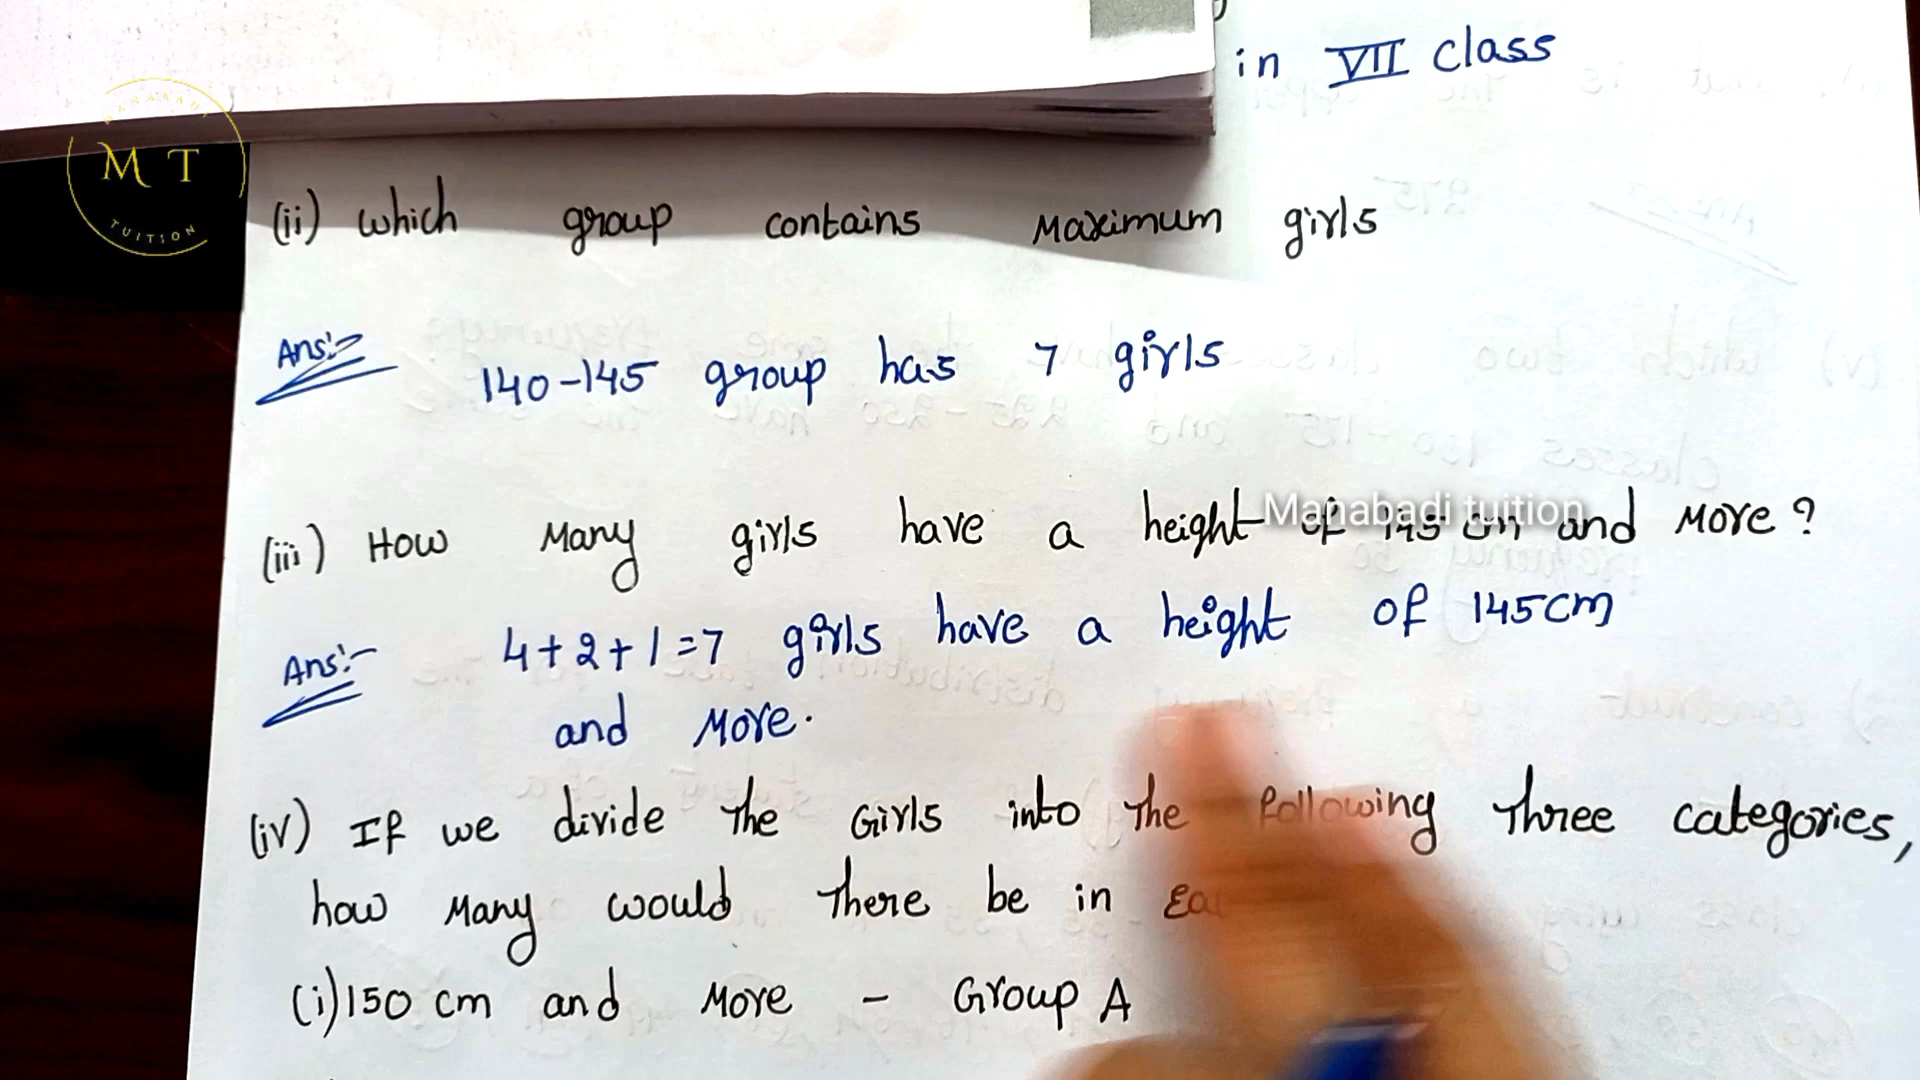 in VII class
M T
TUITION
(ii) which group contains Maximum girls
Ans:- 140-145 group has 7 girls
Manabadi tuition
(iii) How Many girls have a height of 145 cm and More?
Ans:- 4+2+1=7 girls have a height of 145cm
and More.
(iv) If we divide the Girls into the following three categories,
how Many would there be in
(i) 150 cm and More - Group A